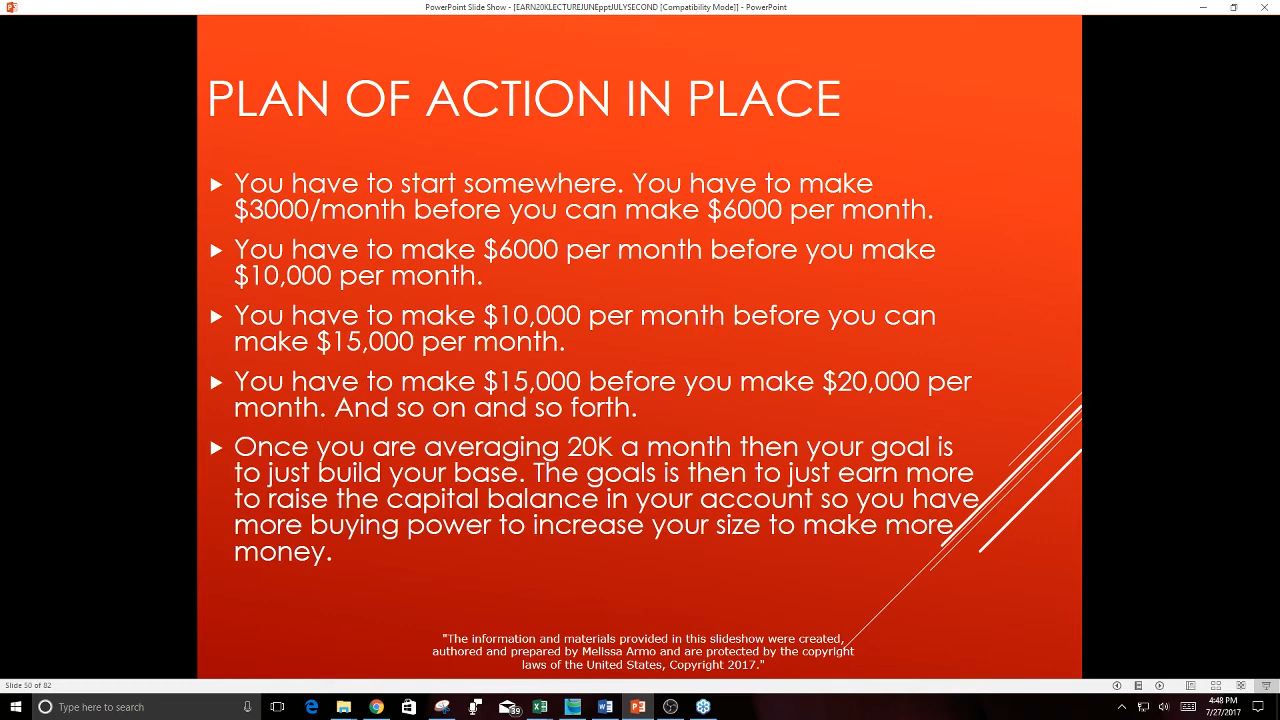 PowerPoint Slide Show - [EARN20KLECTUREJUNEpptJULYSECOND [Compatibility Mode]] - PowerPoint
PLAN OF ACTION IN PLACE
You have to start somewhere. You have to make
$3000/month before you can make $6000 per month.
You have to make $6000 per month before you make
$10,000 per month.
You have to make $10,000 per month before you can
make $15,000 per month.
You have to make $15,000 before you make $20,000 per
month. And so on and so forth.
Once you are averaging 20K a month then your goal is
to just build your base. The goals is then to just earn more
to raise the capital balance in your account so you have
more buying power to increase your size to make more
money.
"The information and materials provided in this slideshow were created,
authored and prepared by Melissa Armo and are protected by the copyright
laws of the United States, Copyright 2017."
Slide 50 of 82
Type here to search
39
4:48 PM
7/27/2017